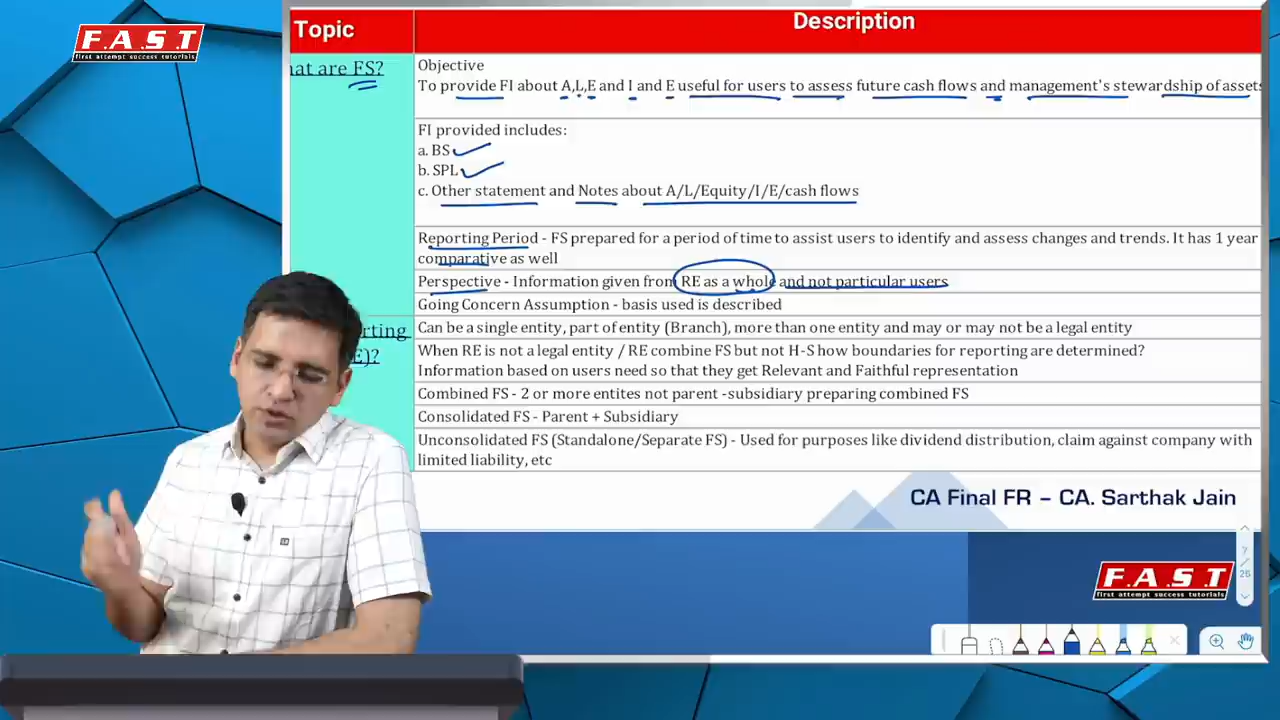 F.A.S.T
first attempt success tutorials
Topic
Description
at are FS?
Objective
To provide FI about A,L,E and I and E useful for users to assess future cash flows and management's stewardship of assets
FI provided includes:
a. BS
b. SPL
c. Other statement and Notes about A/L/Equity/I/E/cash flows
Reporting Period - FS prepared for a period of time to assist users to identify and assess changes and trends. It has 1 year
comparative as well
Perspective - Information given from RE as a whole and not particular users
Going Concern Assumption - basis used is described
rting
E)?
Can be a single entity, part of entity (Branch), more than one entity and may or may not be a legal entity
When RE is not a legal entity / RE combine FS but not H-S how boundaries for reporting are determined?
Information based on users need so that they get Relevant and Faithful representation
Combined FS - 2 or more entites not parent -subsidiary preparing combined FS
Consolidated FS - Parent + Subsidiary
Unconsolidated FS (Standalone/Separate FS) - Used for purposes like dividend distribution, claim against company with
limited liability, etc
CA Final FR – CA. Sarthak Jain
7
/
25
F.A.S.T
first attempt success tutorials